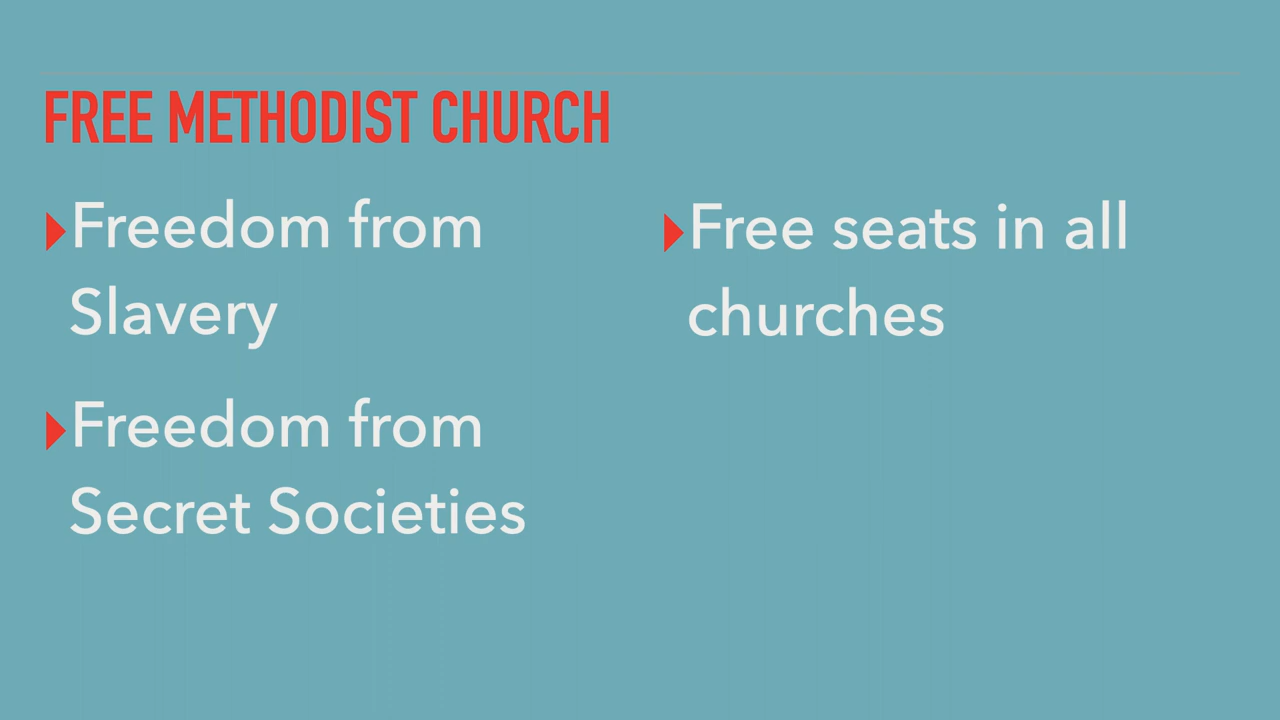 FREE METHODIST CHURCH
Freedom from
Slavery
Freedom from
Secret Societies
Free seats in all
churches